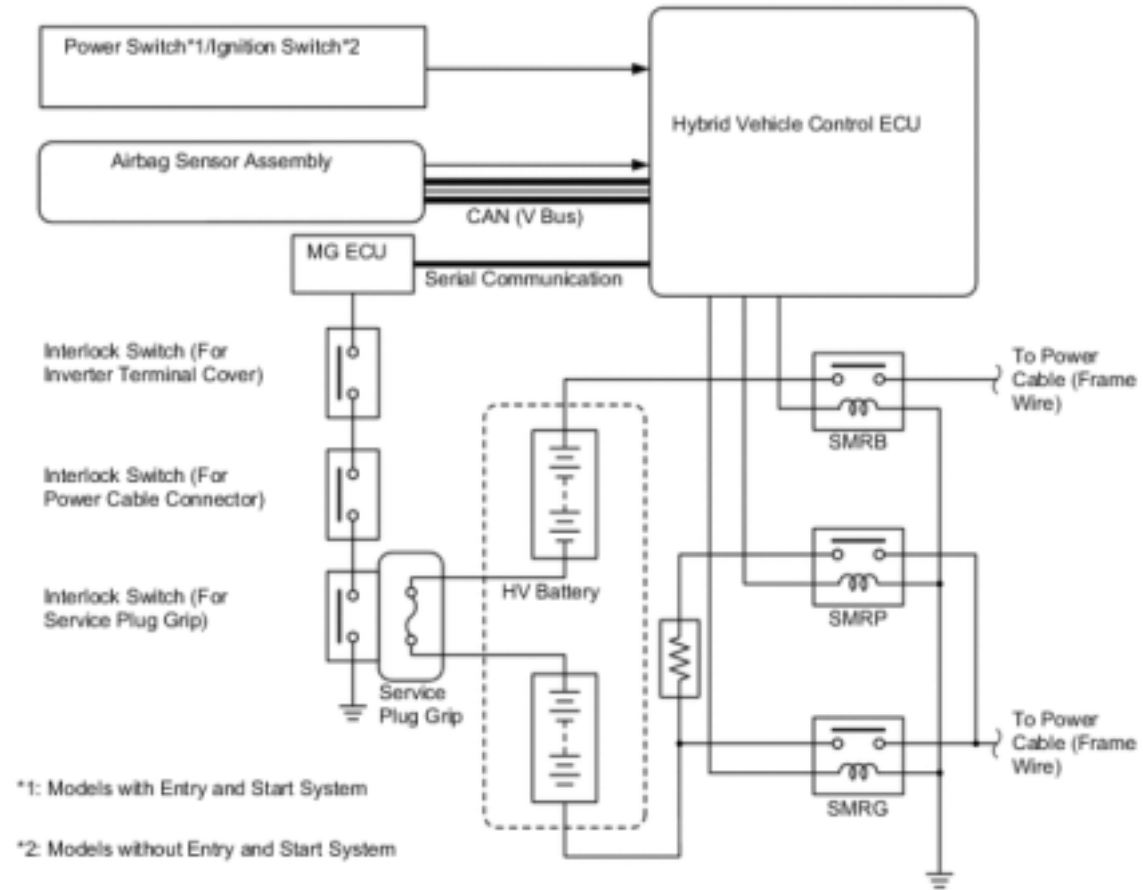 Power Switch*1/Ignition Switch*2
Hybrid Vehicle Control ECU
Airbag Sensor Assembly
CAN (V Bus)
MG ECU
Serial Communication
Interlock Switch (For
Inverter Terminal Cover)
To Power
Cable (Frame
Wire)
SMRB
Interlock Switch (For
Power Cable Connector)
Interlock Switch (For
Service Plug Grip)
HV Battery
SMRP
Service
Plug Grip
To Power
Cable (Frame
Wire)
SMRG
*1: Models with Entry and Start System
*2: Models without Entry and Start System